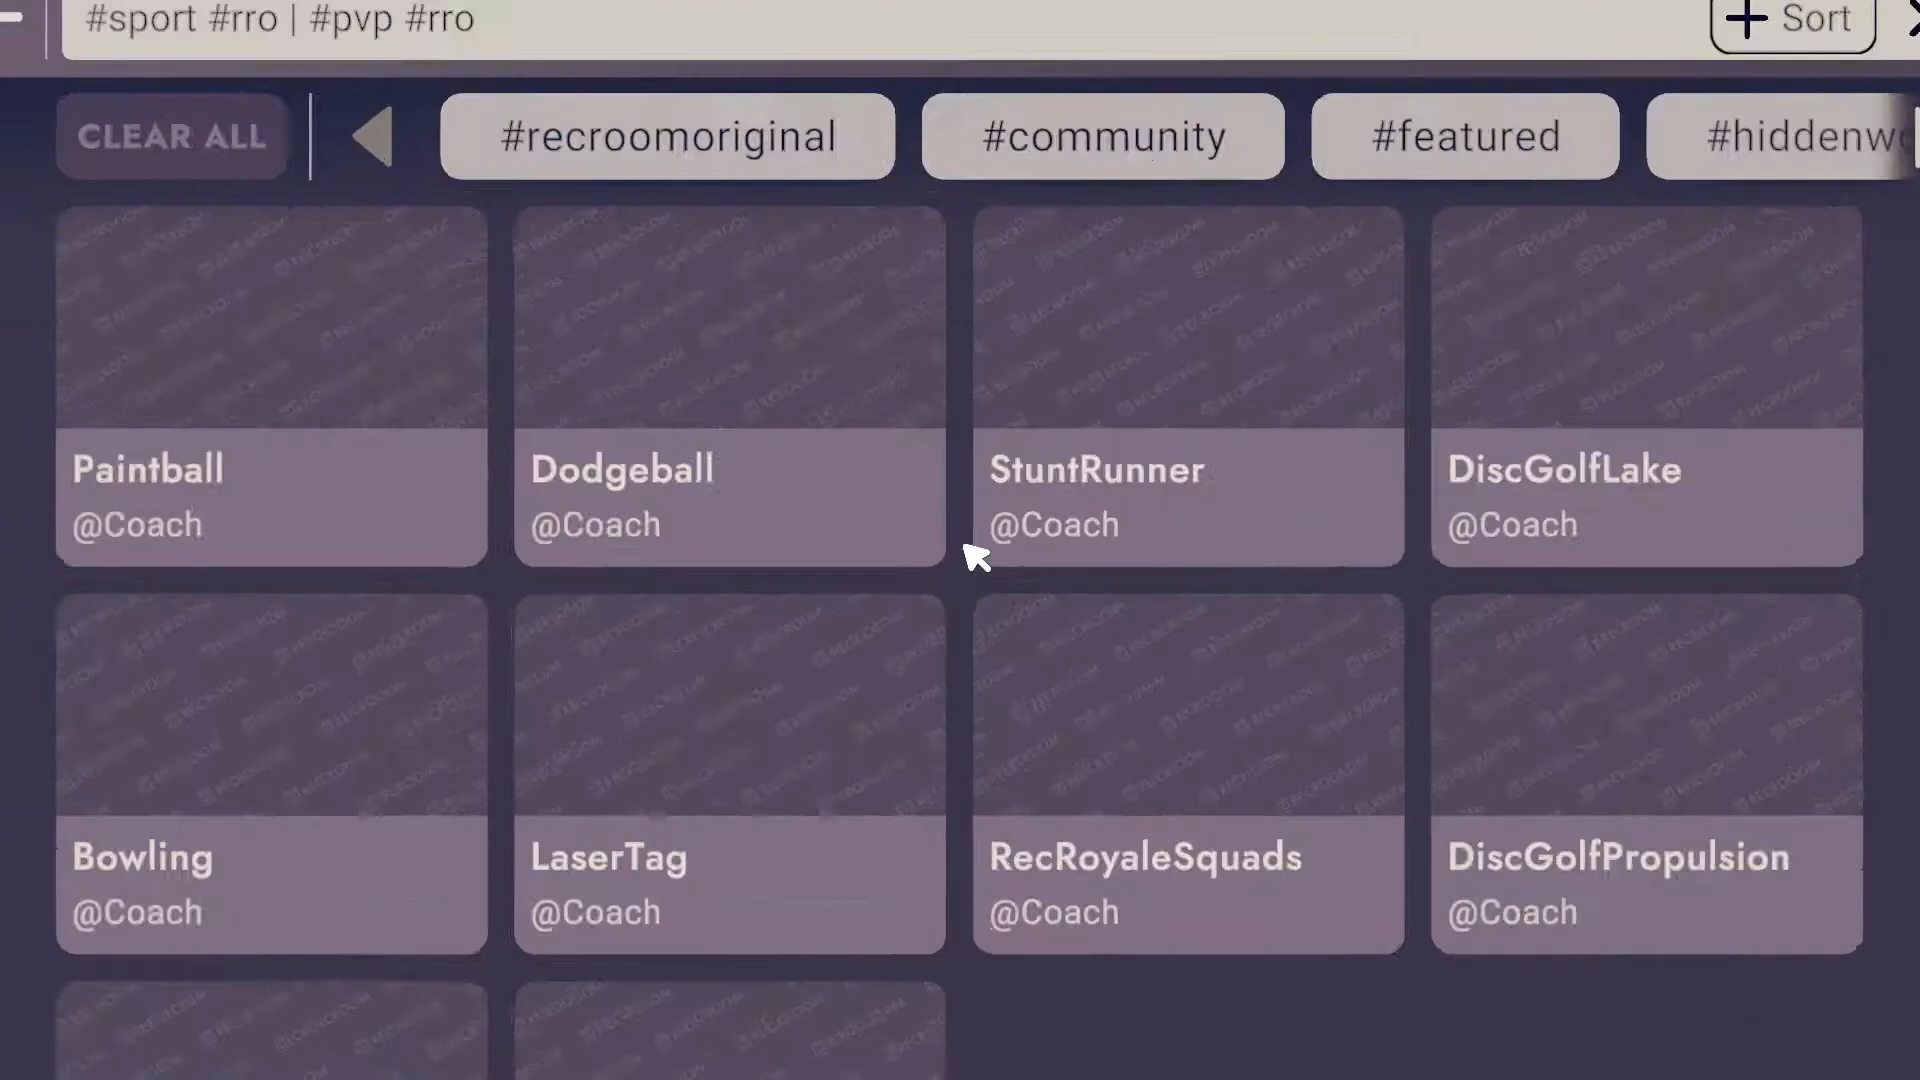 #sport #rro | #pvp #rro
Sort
CLEAR ALL
#recroomoriginal
#community
#featured
Paintball
@Coach
Dodgeball
@Coach
StuntRunner
@Coach
DiscGolfLake
@Coach
Bowling
@Coach
LaserTag
@Coach
RecRoyaleSquads
@Coach
DiscGolfPropulsion
@Coach